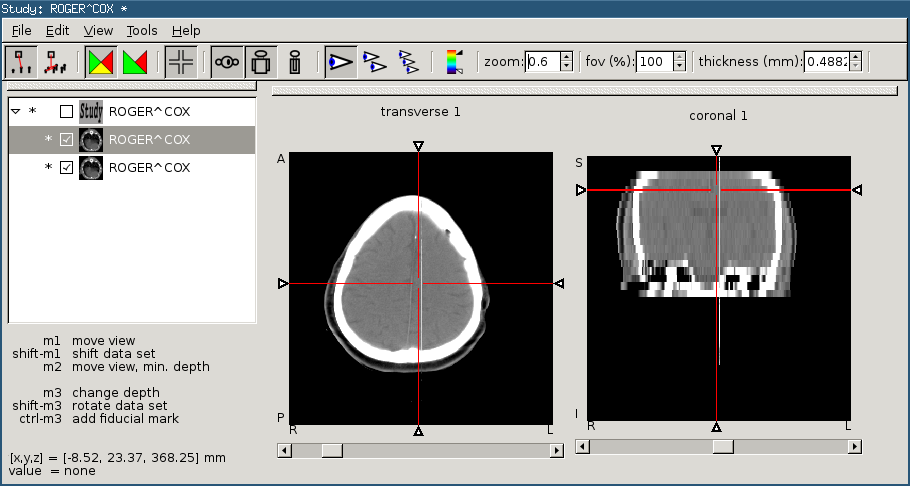 Study: ROGER^COX *
File Edit View Tools Help
zoom: 0.6 fov (%): 100 thickness (mm): 0.4882
* Study ROGER^COX
* ROGER^COX
* ROGER^COX
transverse 1
coronal 1
A
P
R L
S
I
R L
m1 move view
shift-m1 shift data set
m2 move view, min. depth
m3 change depth
shift-m3 rotate data set
ctrl-m3 add fiducial mark
[x,y,z] = [-8.52, 23.37, 368.25] mm
value = none